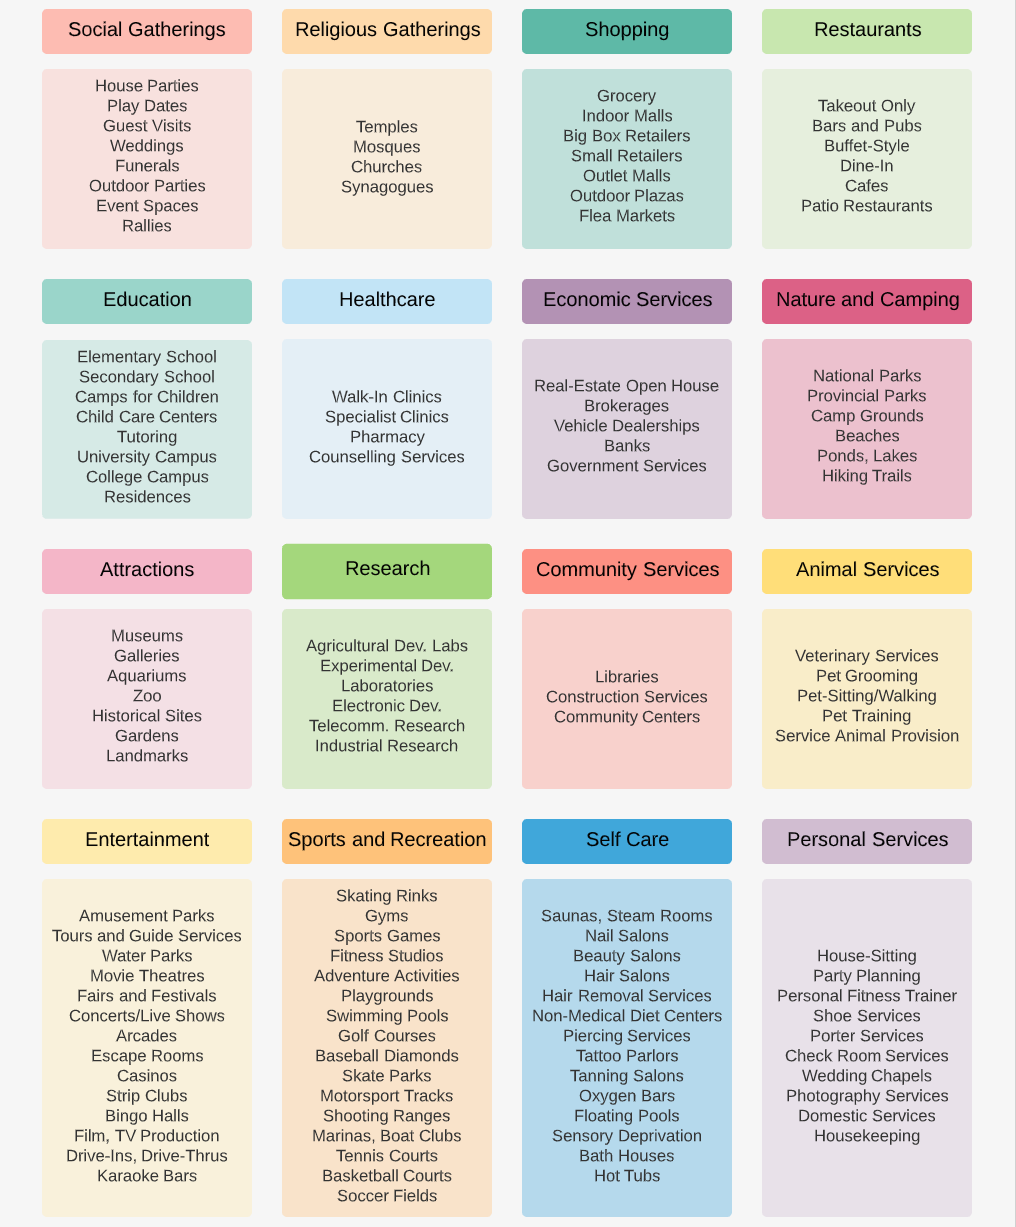 Social Gatherings
House Parties
Play Dates
Guest Visits
Weddings
Funerals
Outdoor Parties
Event Spaces
Rallies
Religious Gatherings
Temples
Mosques
Churches
Synagogues
Shopping
Grocery
Indoor Malls
Big Box Retailers
Small Retailers
Outlet Malls
Outdoor Plazas
Flea Markets
Restaurants
Takeout Only
Bars and Pubs
Buffet-Style
Dine-In
Cafes
Patio Restaurants
Education
Elementary School
Secondary School
Camps for Children
Child Care Centers
Tutoring
University Campus
College Campus
Residences
Healthcare
Walk-In Clinics
Specialist Clinics
Pharmacy
Counselling Services
Economic Services
Real-Estate Open House
Brokerages
Vehicle Dealerships
Banks
Government Services
Nature and Camping
National Parks
Provincial Parks
Camp Grounds
Beaches
Ponds, Lakes
Hiking Trails
Attractions
Museums
Galleries
Aquariums
Zoo
Historical Sites
Gardens
Landmarks
Research
Agricultural Dev. Labs
Experimental Dev.
Laboratories
Electronic Dev.
Telecomm. Research
Industrial Research
Community Services
Libraries
Construction Services
Community Centers
Animal Services
Veterinary Services
Pet Grooming
Pet-Sitting/Walking
Pet Training
Service Animal Provision
Entertainment
Amusement Parks
Tours and Guide Services
Water Parks
Movie Theatres
Fairs and Festivals
Concerts/Live Shows
Arcades
Escape Rooms
Casinos
Strip Clubs
Bingo Halls
Film, TV Production
Drive-Ins, Drive-Thrus
Karaoke Bars
Sports and Recreation
Skating Rinks
Gyms
Sports Games
Fitness Studios
Adventure Activities
Playgrounds
Swimming Pools
Golf Courses
Baseball Diamonds
Skate Parks
Motorsport Tracks
Shooting Ranges
Marinas, Boat Clubs
Tennis Courts
Basketball Courts
Soccer Fields
Self Care
Saunas, Steam Rooms
Nail Salons
Beauty Salons
Hair Salons
Hair Removal Services
Non-Medical Diet Centers
Piercing Services
Tattoo Parlors
Tanning Salons
Oxygen Bars
Floating Pools
Sensory Deprivation
Bath Houses
Hot Tubs
Personal Services
House-Sitting
Party Planning
Personal Fitness Trainer
Shoe Services
Porter Services
Check Room Services
Wedding Chapels
Photography Services
Domestic Services
Housekeeping